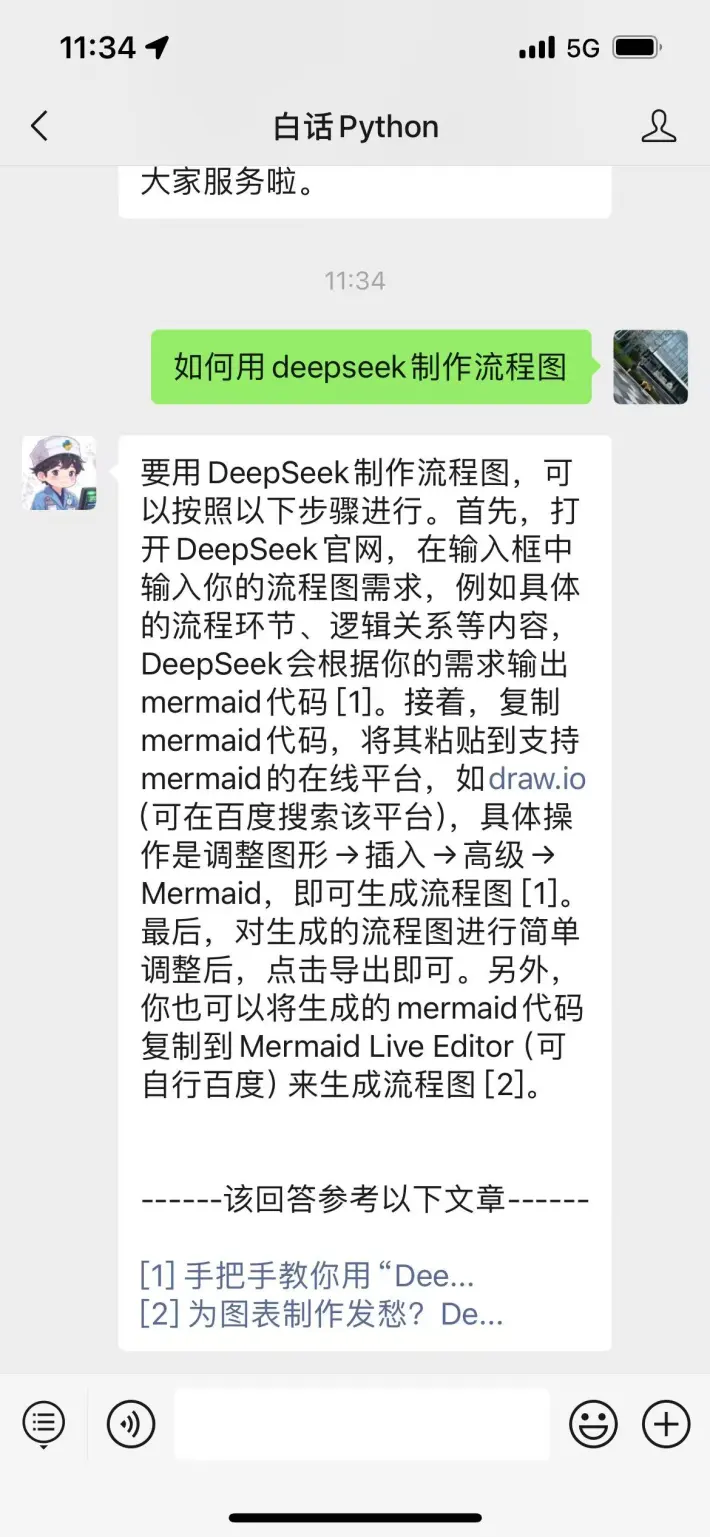 11:34
5G
白话Python
大家服务啦。
11:34
如何用deepseek制作流程图
要用DeepSeek制作流程图，可
以按照以下步骤进行。首先，打
开DeepSeek官网，在输入框中
输入你的流程图需求，例如具体
的流程环节、逻辑关系等内容，
DeepSeek会根据你的需求输出
mermaid代码[1]。接着，复制
mermaid代码，将其粘贴到支持
mermaid的在线平台，如draw.io
(可在百度搜索该平台)，具体操
作是调整图形→插入→高级→
Mermaid，即可生成流程图[1]。
最后，对生成的流程图进行简单
调整后，点击导出即可。另外，
你也可以将生成的mermaid代码
复制到Mermaid Live Editor（可
自行百度）来生成流程图[2]。
------该回答参考以下文章------
[1] 手把手教你用“Dee...
[2] 为图表制作发愁？De...